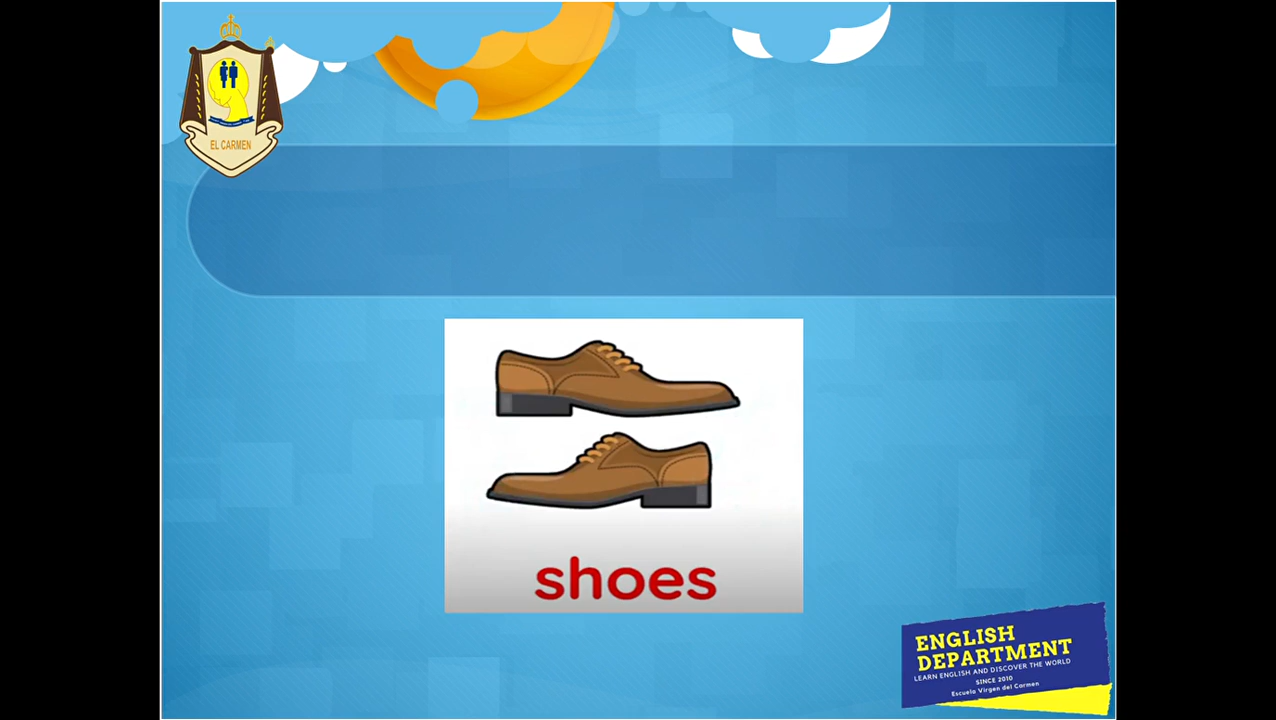 EL CARMEN
shoes
ENGLISH
DEPARTMENT
LEARN ENGLISH AND DISCOVER THE WORLD
SINCE 2010
Escuela Virgen del Carmen